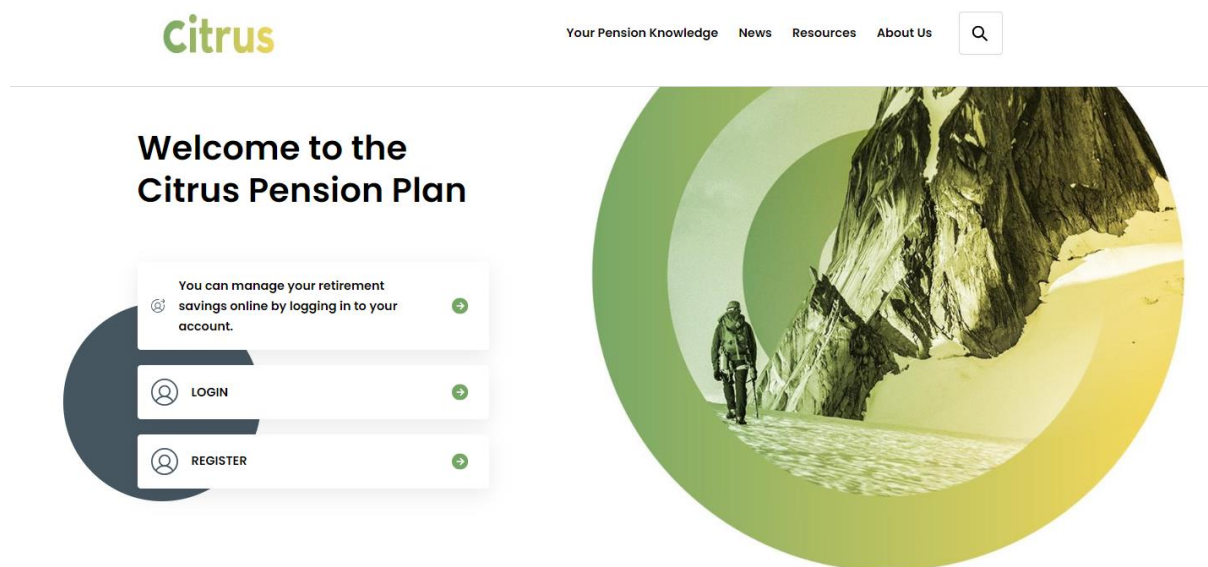 Citrus
Your Pension Knowledge News Resources About Us
Welcome to the
Citrus Pension Plan
You can manage your retirement
savings online by logging in to your
account.
LOGIN
REGISTER